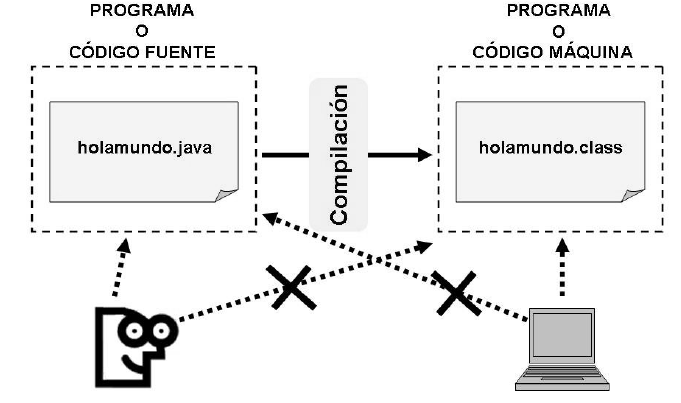 PROGRAMA
O
CÓDIGO FUENTE
PROGRAMA
O
CÓDIGO MÁQUINA
holamundo.java
Compilación
holamundo.class